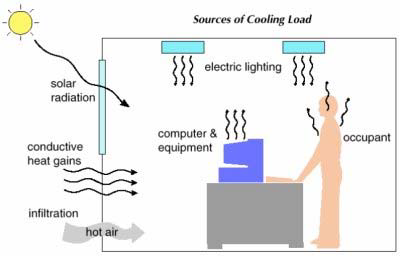 Sources of Cooling Load
electric lighting
solar
radiation
computer &
equipment
occupant
conductive
heat gains
infiltration
hot air